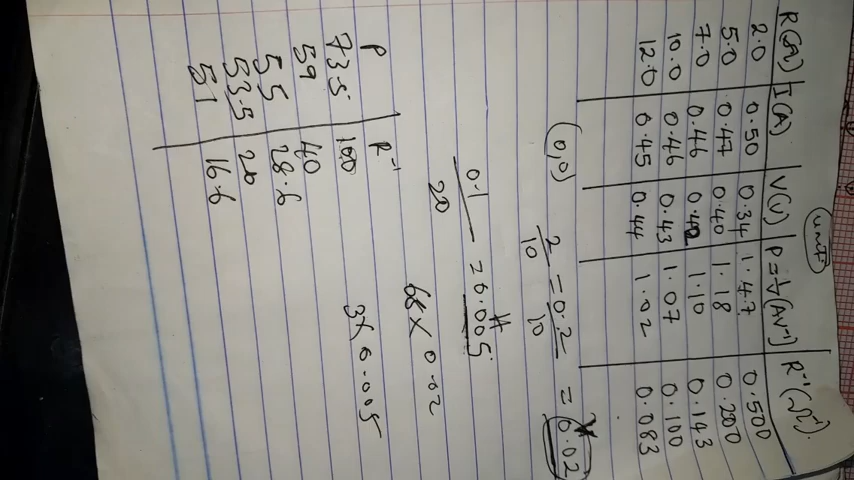 unit
R(Ω) I(A) V(V) P=I/V(AV⁻¹) R⁻¹(Ω⁻¹)
2.0 0.50 0.34 1.47 0.500
5.0 0.47 0.40 1.18 0.200
7.0 0.46 0.42 1.10 0.143
10.0 0.46 0.43 1.07 0.100
12.0 0.45 0.44 1.02 0.083
(0,0) 2/10 = 0.2/10 = 0.02
0.1/20 = 0.005
× 0.02
3 × 0.005
P R⁻¹
73.5 100
59 40
55 28.6
53.5 20
51 16.6